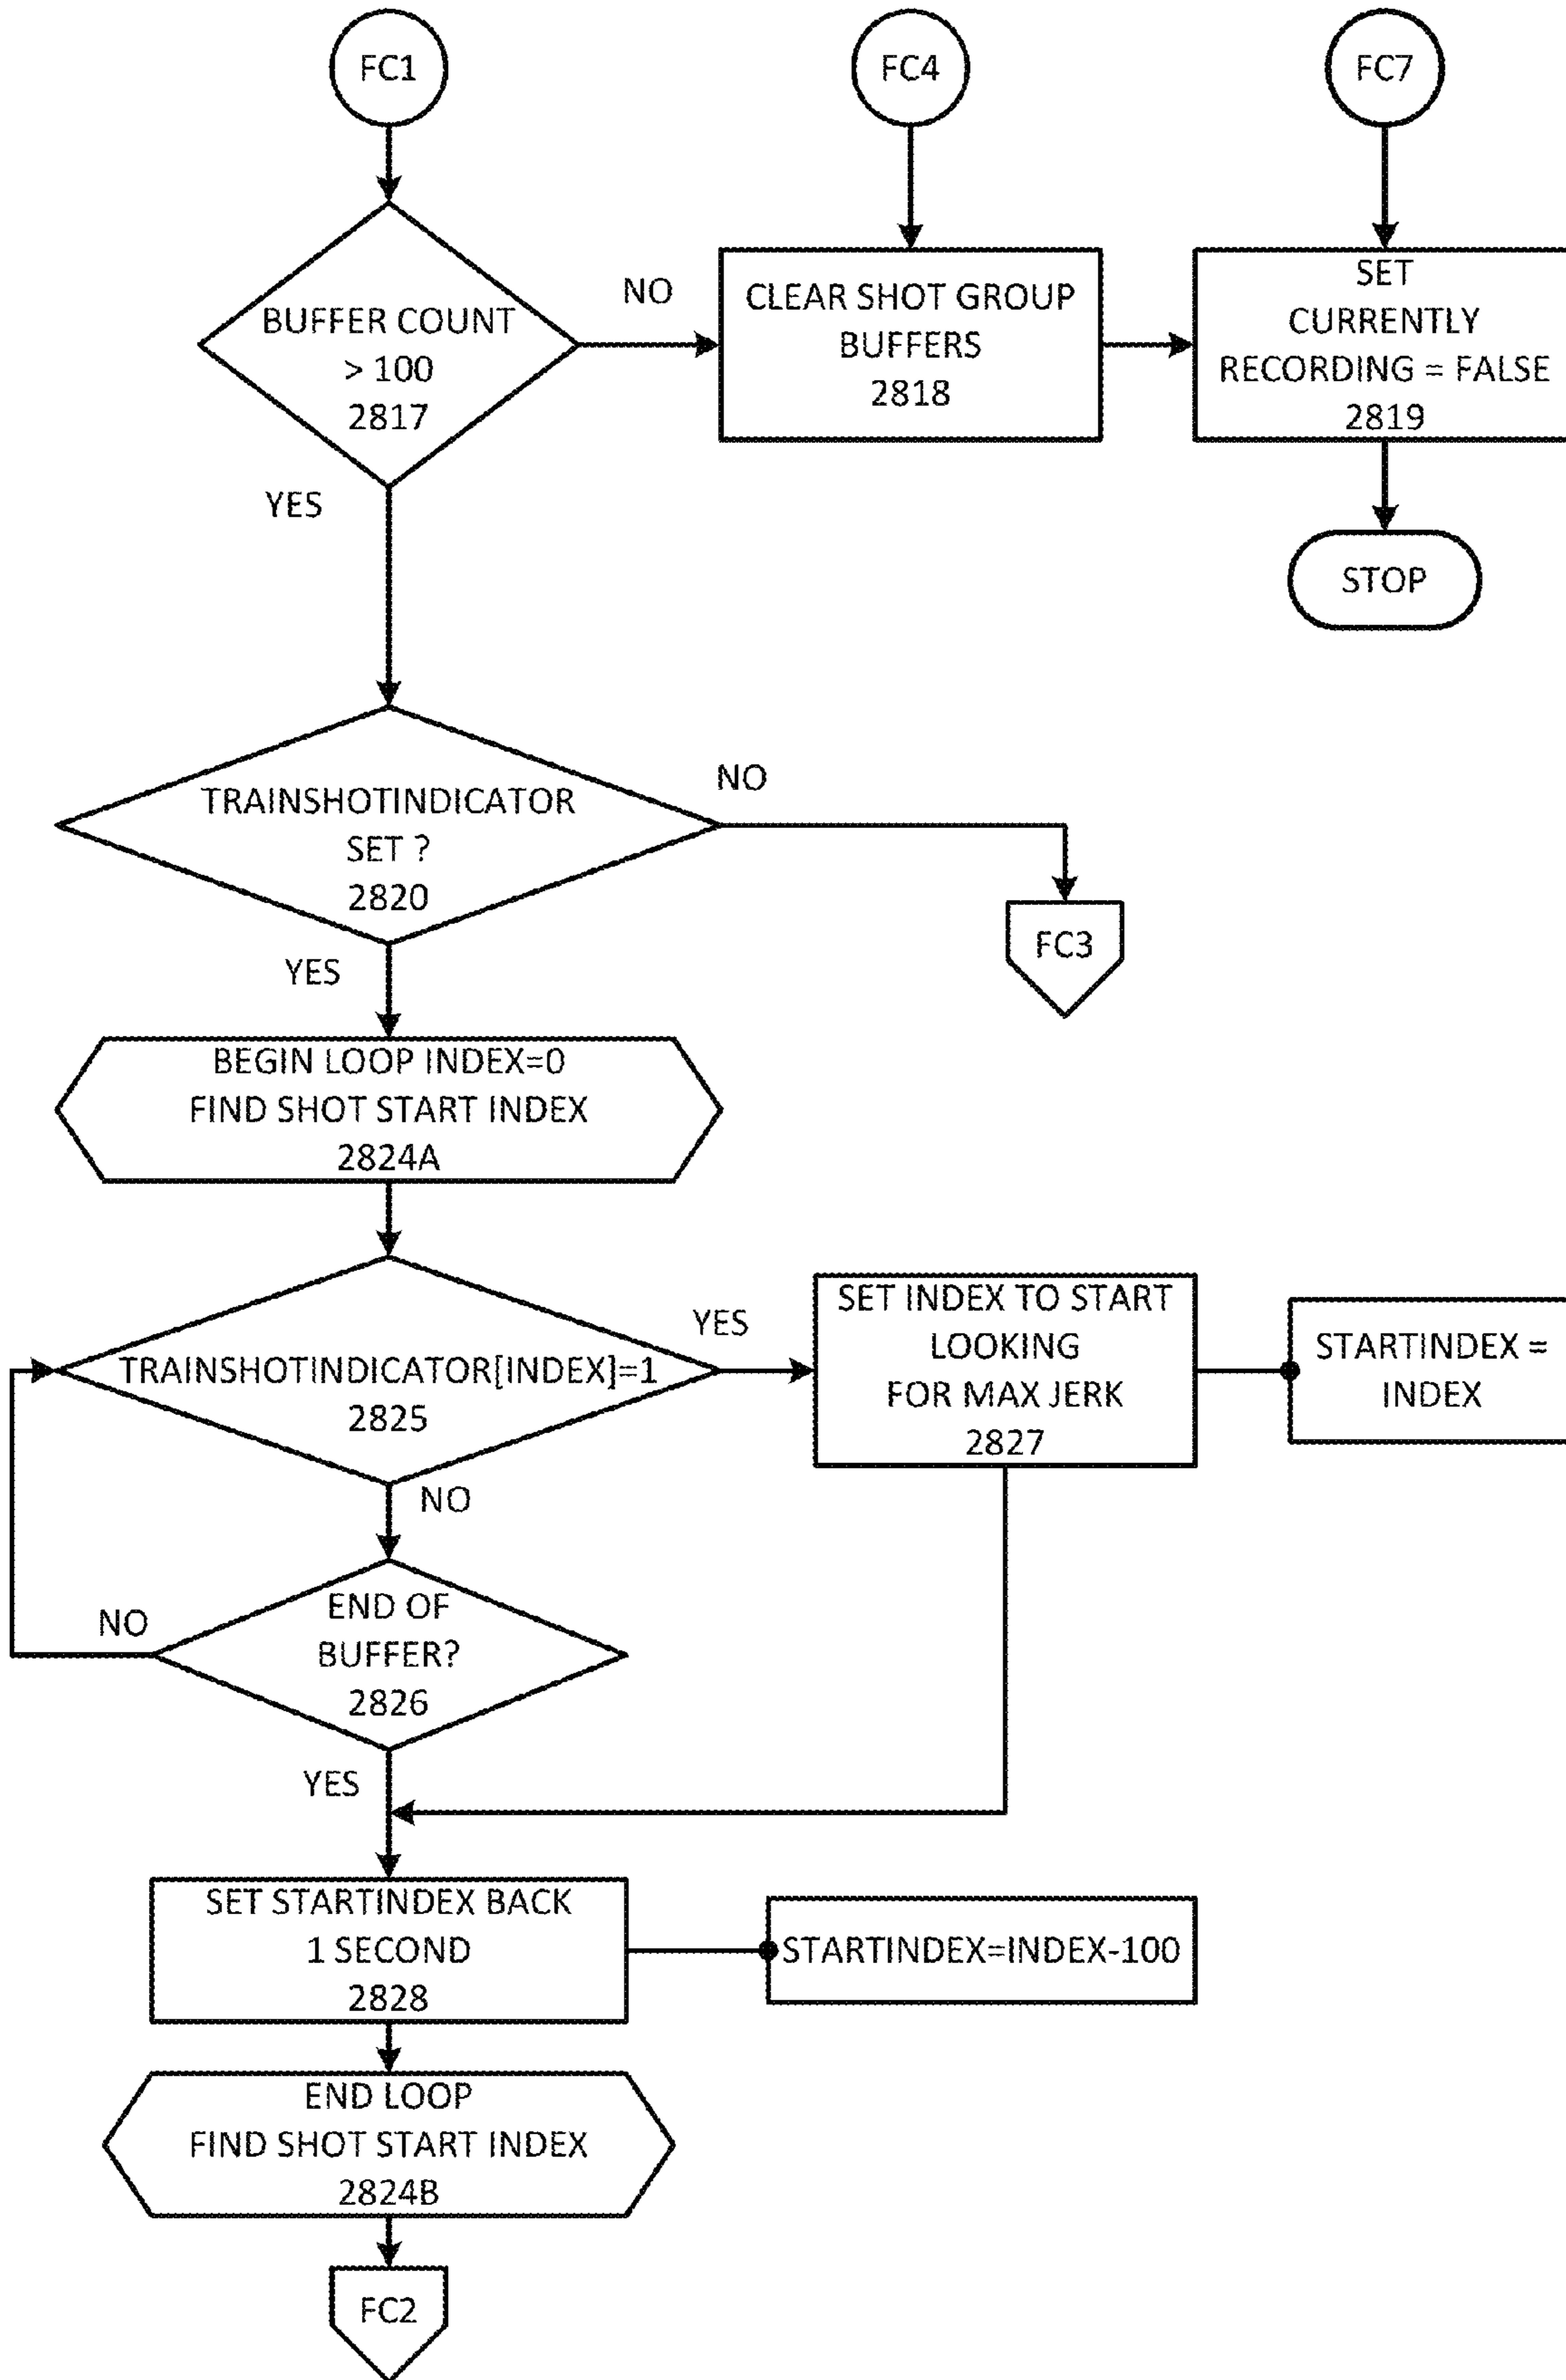 FC1
FC4
FC7
BUFFER COUNT
> 100
2817
NO
CLEAR SHOT GROUP
BUFFERS
2818
SET
CURRENTLY
RECORDING = FALSE
2819
YES
STOP
TRAINSHOTINDICATOR
SET ?
2820
NO
FC3
YES
BEGIN LOOP INDEX=0
FIND SHOT START INDEX
2824A
TRAINSHOTINDICATOR[INDEX]=1
2825
YES
SET INDEX TO START
LOOKING
FOR MAX JERK
2827
STARTINDEX =
INDEX
NO
END OF
BUFFER?
2826
NO
YES
SET STARTINDEX BACK
1 SECOND
2828
STARTINDEX=INDEX-100
END LOOP
FIND SHOT START INDEX
2824B
FC2